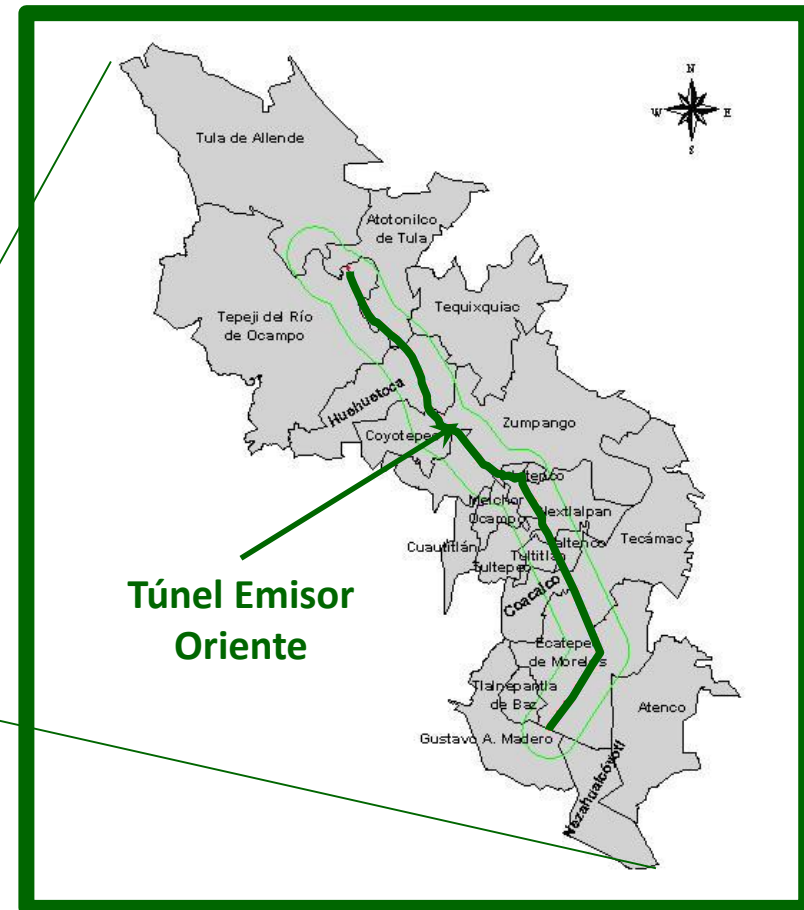 N
W E
S
Tula de Allende
Atotonilco
de Tula
Tequixquiac
Tepeji del Río
de Ocampo
Huehuetoca
Zumpango
Coyotepec
Melchor
Ocampo
Nextlalpan
Cuautitlán
Tultepec
Tultitlán
Jaltenco
Tecámac
Coacalco
Túnel Emisor
Oriente
Ecatepec
de Morelos
Tlalnepantla
de Baz
Atenco
Gustavo A. Madero
Nezahualcóyotl